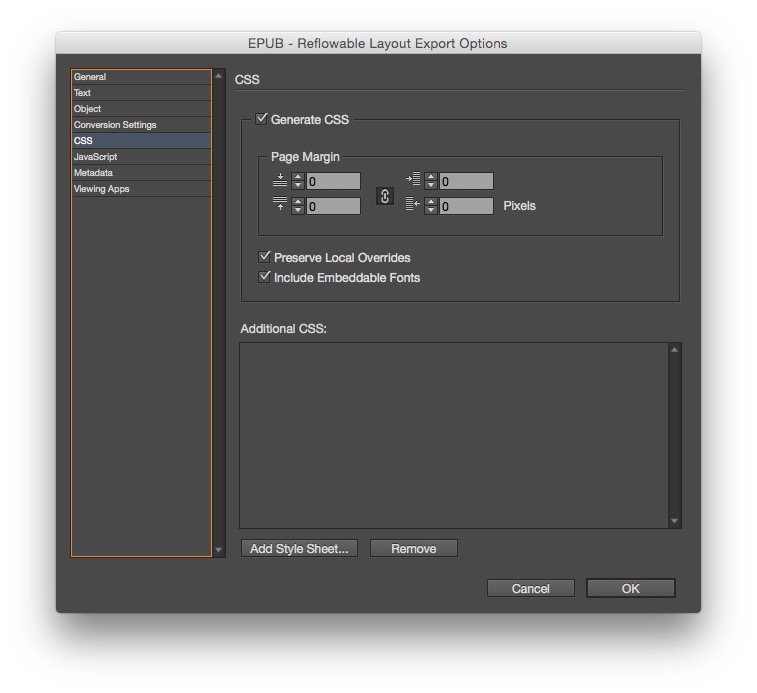 EPUB - Reflowable Layout Export Options
General
Text
Object
Conversion Settings
CSS
JavaScript
Metadata
Viewing Apps
CSS
Generate CSS
Page Margin
0 0
0 0 Pixels
Preserve Local Overrides
Include Embeddable Fonts
Additional CSS:
Add Style Sheet... Remove
Cancel OK